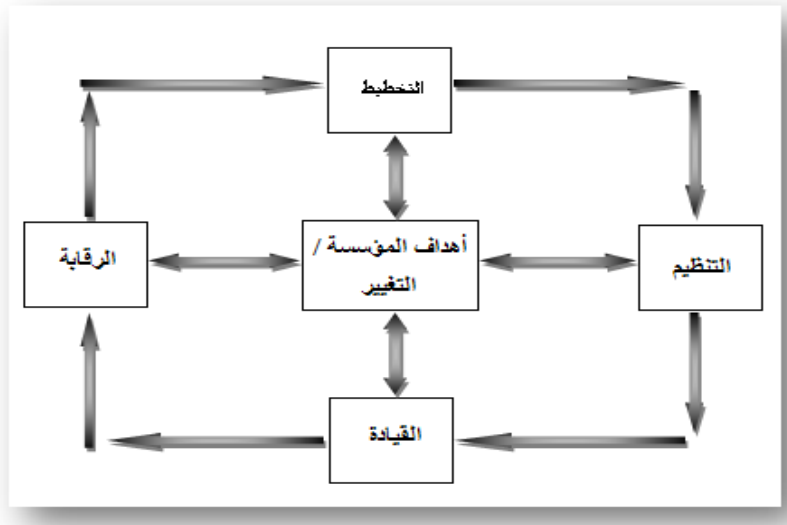 التخطيط
الرقابة
أهداف المؤسسة /
التغيير
التنظيم
القيادة